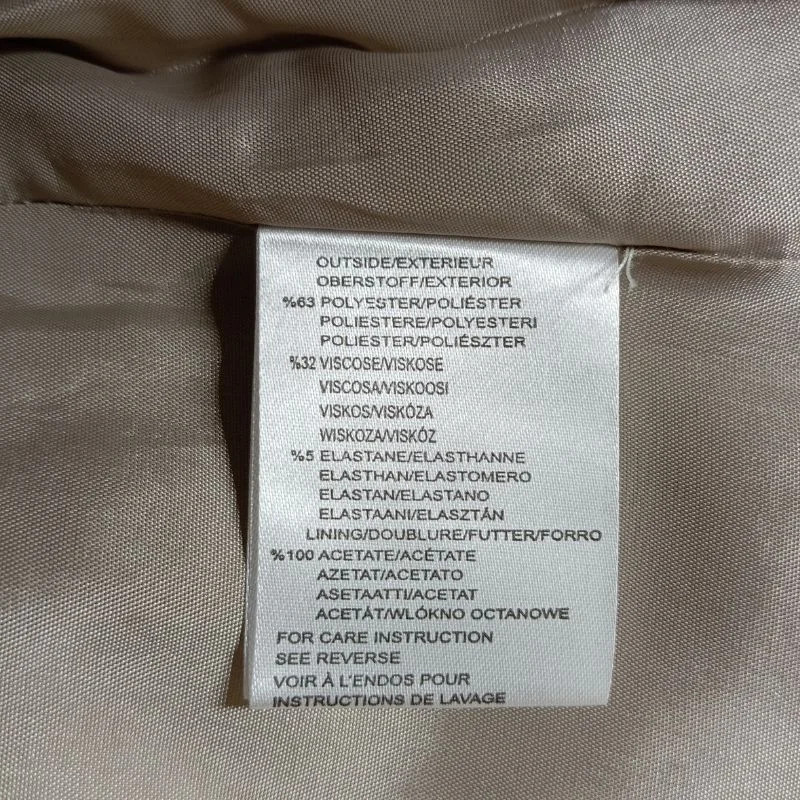 OUTSIDE/EXTERIEUR
OBERSTOFF/EXTERIOR
%63 POLYESTER/POLIÉSTER
POLIESTERE/POLYESTERI
POLIESTER/POLIÉSZTER
%32 VISCOSE/VISKOSE
VISCOSA/VISKOOSI
VISKOS/VISKÓZA
WISKOZA/VISKÓZ
%5 ELASTANE/ELASTHANNE
ELASTHAN/ELASTOMERO
ELASTAN/ELASTANO
ELASTAANI/ELASZTÁN
LINING/DOUBLURE/FUTTER/FORRO
%100 ACETATE/ACÉTATE
AZETAT/ACETATO
ASETAATTI/ACETAT
ACETÁT/WLÓKNO OCTANOWE
FOR CARE INSTRUCTION
SEE REVERSE
VOIR À L'ENDOS POUR
INSTRUCTIONS DE LAVAGE